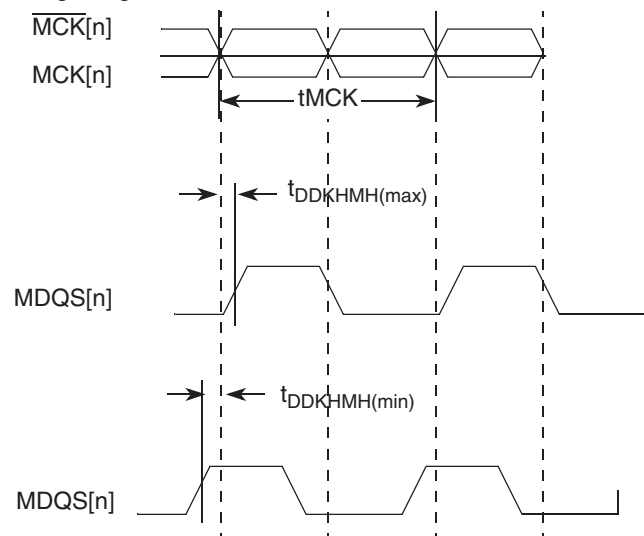 MCK[n]
MCK[n]
tMCK
tDDKHMH(max)
MDQS[n]
tDDKHMH(min)
MDQS[n]